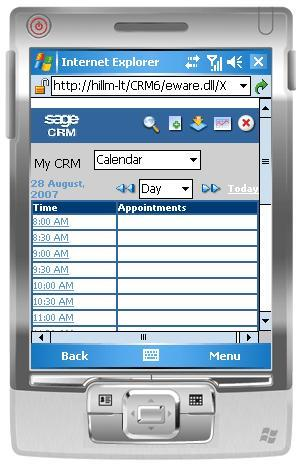 Internet Explorer
http://hillm-lt/CRM6/eware.dll/X
sage
CRM
My CRM Calendar
28 August,
2007
Day
Today
Time Appointments
8:00 AM
8:30 AM
9:00 AM
9:30 AM
10:00 AM
10:30 AM
11:00 AM
Back Menu